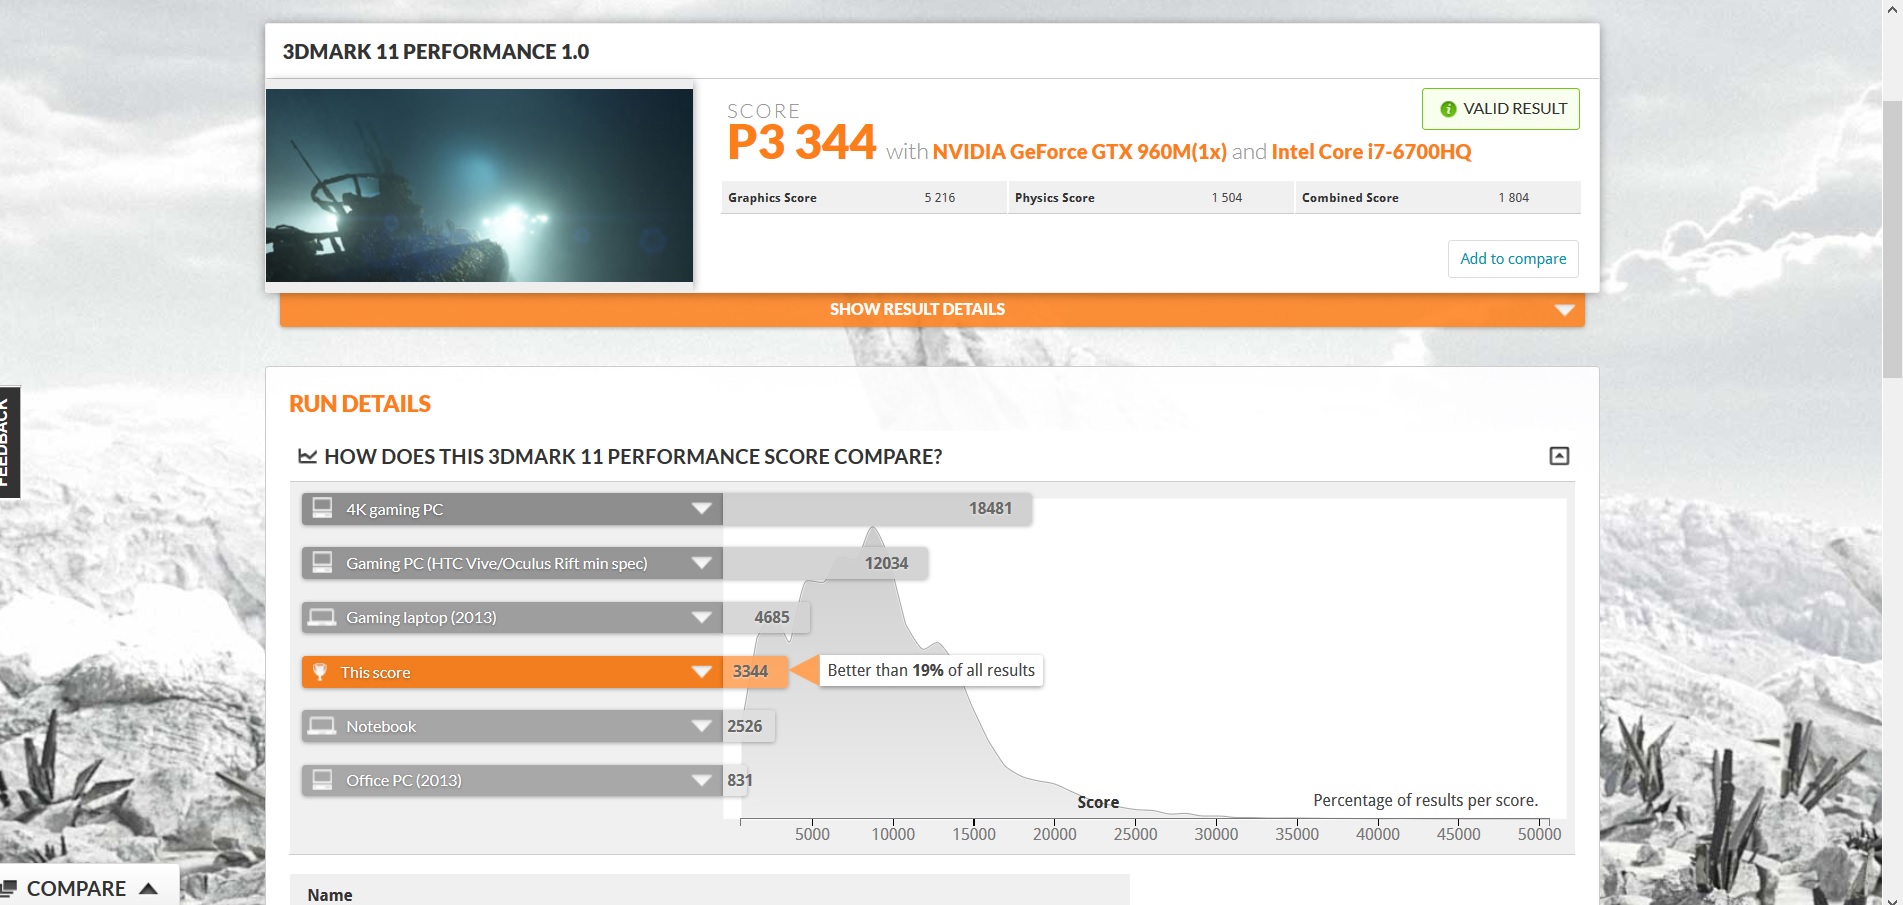 3DMARK 11 PERFORMANCE 1.0
SCORE
VALID RESULT
P3 344 with NVIDIA GeForce GTX 960M(1x) and Intel Core i7-6700HQ
Graphics Score 5 216 Physics Score 1 504 Combined Score 1 804
Add to compare
SHOW RESULT DETAILS
FEEDBACK
RUN DETAILS
HOW DOES THIS 3DMARK 11 PERFORMANCE SCORE COMPARE?
4K gaming PC 18481
Gaming PC (HTC Vive/Oculus Rift min spec) 12034
Gaming laptop (2013) 4685
This score 3344 Better than 19% of all results
Notebook 2526
Office PC (2013) 831
Score Percentage of results per score.
5000 10000 15000 20000 25000 30000 35000 40000 45000 50000
COMPARE
Name